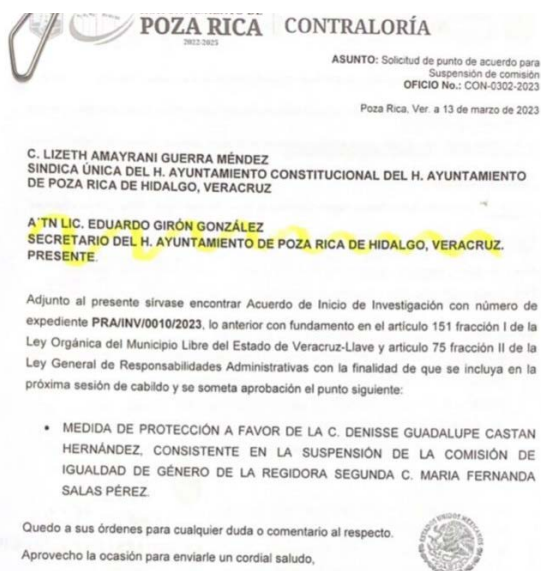 POZA RICA CONTRALORÍA
2022-2025
ASUNTO: Solicitud de punto de acuerdo para
Suspensión de comisión
OFICIO No.: CON-0302-2023
Poza Rica, Ver. a 13 de marzo de 2023
C. LIZETH AMAYRANI GUERRA MÉNDEZ
SINDICA ÚNICA DEL H. AYUNTAMIENTO CONSTITUCIONAL DEL H. AYUNTAMIENTO
DE POZA RICA DE HIDALGO, VERACRUZ
A´TN LIC. EDUARDO GIRÓN GONZÁLEZ
SECRETARIO DEL H. AYUNTAMIENTO DE POZA RICA DE HIDALGO, VERACRUZ.
PRESENTE.
Adjunto al presente sirvase encontrar Acuerdo de Inicio de Investigación con número de
expediente PRA/INV/0010/2023, lo anterior con fundamento en el articulo 151 fracción I de la
Ley Orgánica del Municipio Libre del Estado de Veracruz-Llave y articulo 75 fracción II de la
Ley General de Responsabilidades Administrativas con la finalidad de que se incluya en la
próxima sesión de cabildo y se someta aprobación el punto siguiente:
• MEDIDA DE PROTECCIÓN A FAVOR DE LA C. DENISSE GUADALUPE CASTAN
HERNÁNDEZ, CONSISTENTE EN LA SUSPENSIÓN DE LA COMISIÓN DE
IGUALDAD DE GÉNERO DE LA REGIDORA SEGUNDA C. MARIA FERNANDA
SALAS PÉREZ.
Quedo a sus órdenes para cualquier duda o comentario al respecto.
Aprovecho la ocasión para enviarle un cordial saludo,